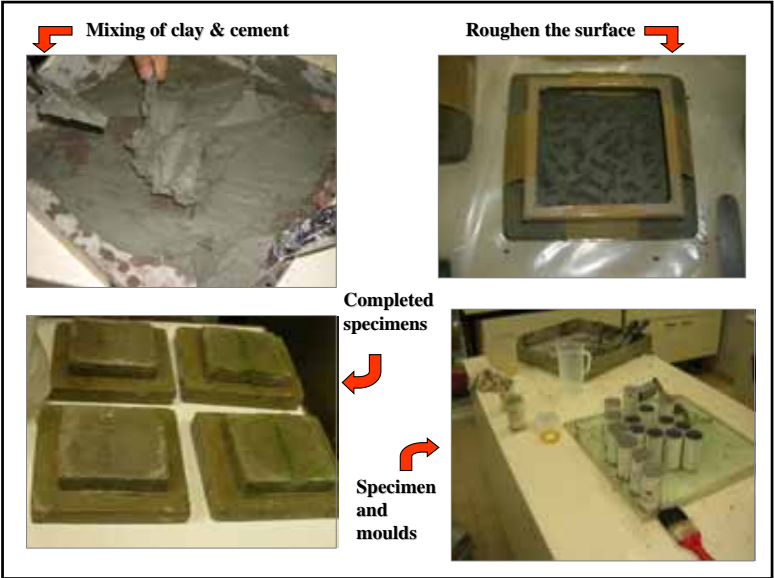 Mixing of clay & cement
Roughen the surface
Completed
specimens
Specimen
and
moulds